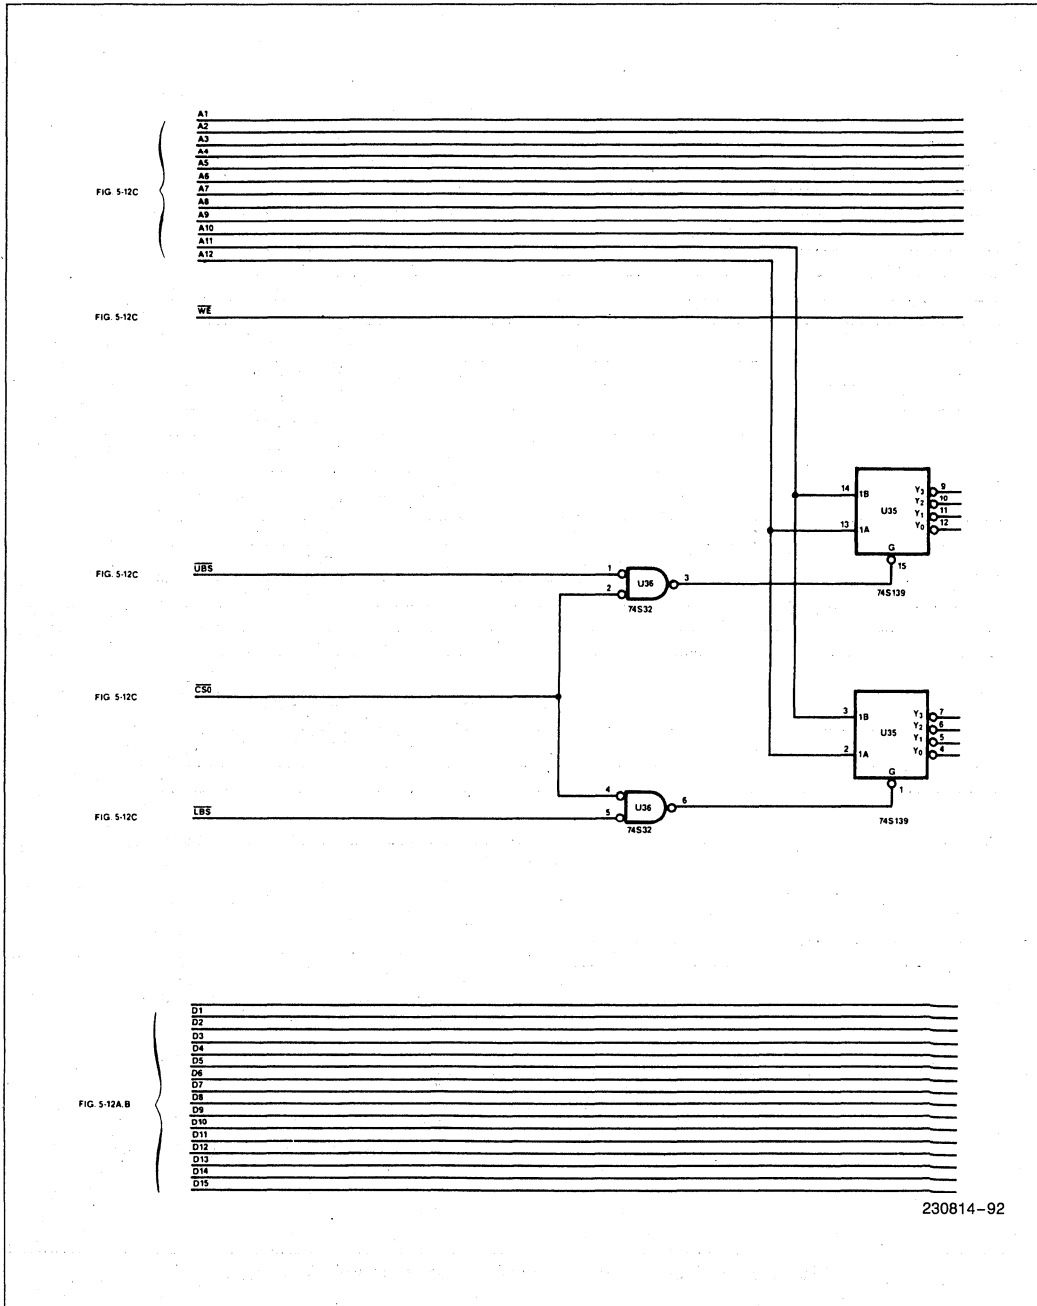 A1
A2
A3
A4
A5
A6
FIG. 5-12C
A7
A8
A9
A10
A11
A12
FIG. 5-12C
WE
14
1B
U35
Y3
9
Y2
10
Y1
11
Y0
12
13
1A
G
15
74S139
FIG. 5-12C
UBS
1
2
U36
3
74S32
FIG. 5-12C
CS0
3
1B
U35
Y3
7
Y2
6
Y1
5
Y0
4
2
1A
G
1
74S139
FIG. 5-12C
LBS
4
5
U36
6
74S32
D1
D2
D3
D4
D5
D6
D7
D8
FIG. 5-12A.B
D9
D10
D11
D12
D13
D14
D15
230814-92